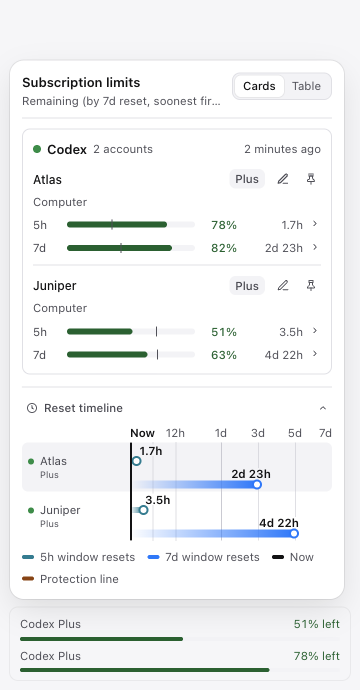 Subscription limits
Remaining (by 7d reset, soonest fir...
Cards
Table
Codex 2 accounts
2 minutes ago
Atlas
Plus
Computer
5h 78% 1.7h
7d 82% 2d 23h
Juniper
Plus
Computer
5h 51% 3.5h
7d 63% 4d 22h
Reset timeline
Now 12h 1d 3d 5d 7d
1.7h
Atlas
Plus
2d 23h
3.5h
Juniper
Plus
4d 22h
5h window resets 7d window resets Now
Protection line
Codex Plus 51% left
Codex Plus 78% left